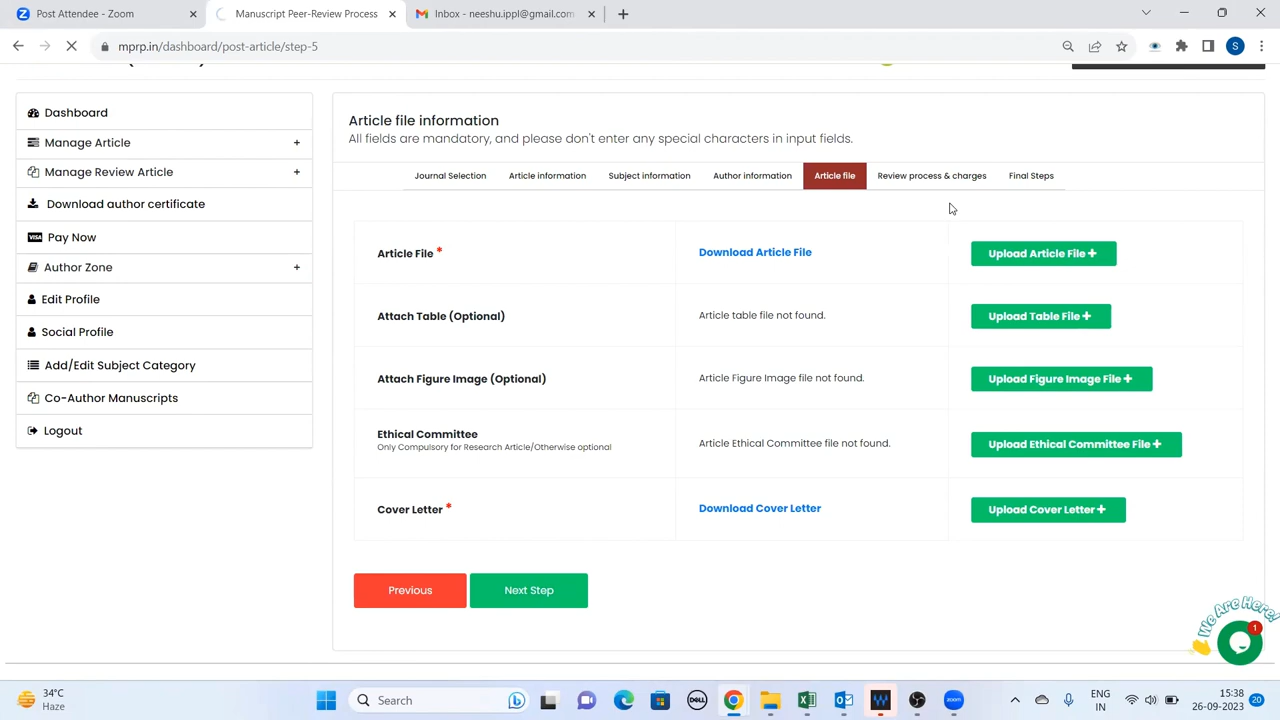 Post Attendee - Zoom
Manuscript Peer-Review Process
Inbox - neeshu.ippl@gmail.com
mprp.in/dashboard/post-article/step-5
S
Dashboard
Manage Article +
Manage Review Article +
Download author certificate
VISA Pay Now
Author Zone +
Edit Profile
Social Profile
Add/Edit Subject Category
Co-Author Manuscripts
Logout
Article file information
All fields are mandatory, and please don't enter any special characters in input fields.
Journal Selection Article information Subject information Author information Article file Review process & charges Final Steps
Article File * Download Article File Upload Article File +
Attach Table (Optional) Article table file not found. Upload Table File +
Attach Figure Image (Optional) Article Figure Image file not found. Upload Figure Image File +
Ethical Committee
Only Compulsory for Research Article/Otherwise optional
Article Ethical Committee file not found. Upload Ethical Committee File +
Cover Letter * Download Cover Letter Upload Cover Letter +
Previous Next Step
We Are Here!
1
34°C
Haze
Search
DELL
zoom
ENG
IN
15:38
26-09-2023
20